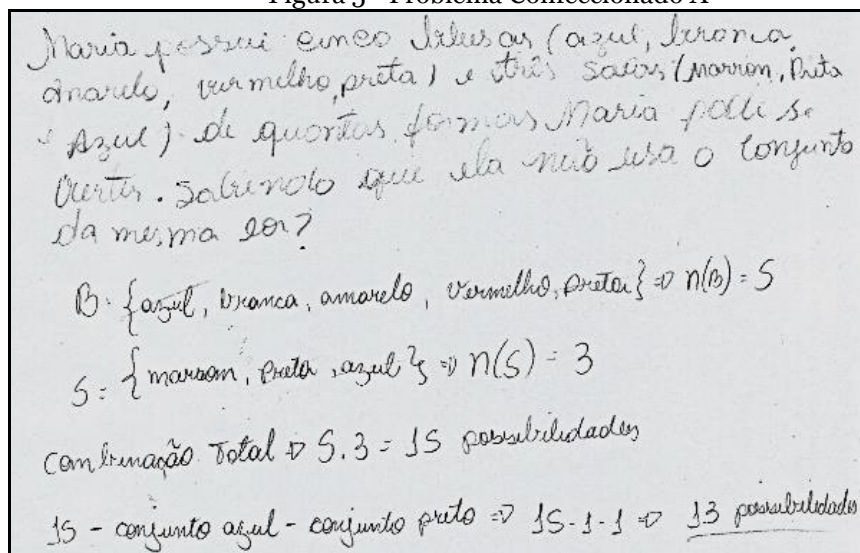 Figura 3 - Problema Confeccionado A
Maria possui cinco blusas (azul, branca,
amarelo, vermelho, preta) e três saias (Marrom, Preta
e Azul) de quantas formas Maria pode se
vestir. Sabendo que ela não usa o conjunto
da mesma cor?
B = {azul, branca, amarelo, vermelho, preta} => n(B) = 5
S = {marrom, preta, azul} => n(S) = 3
Combinação Total => 5.3 = 15 possibilidades
15 - conjunto azul - conjunto preto => 15-1-1 => 13 possibilidades